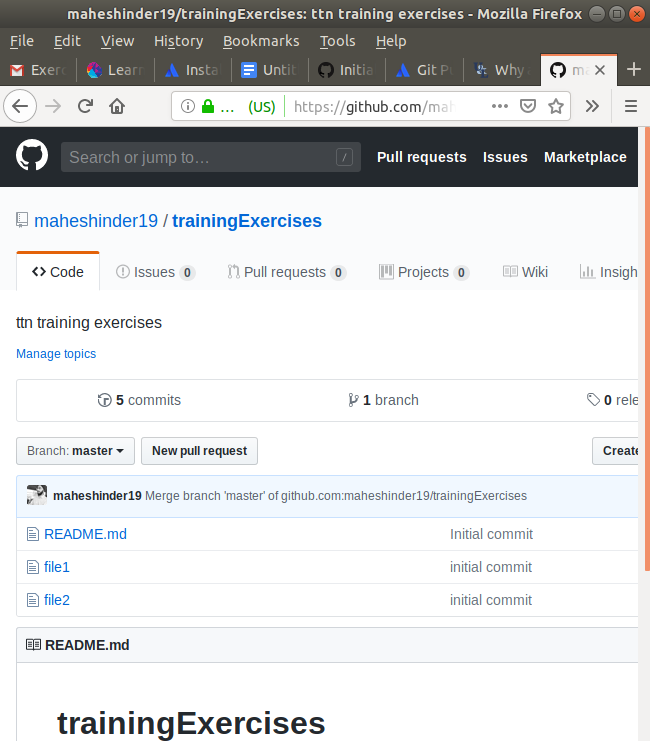 maheshinder19/trainingExercises: ttn training exercises - Mozilla Firefox
File Edit View History Bookmarks Tools Help
Exerc Learn Insta Untit Initia Git P Why
... (US) https://github.com/mah
Search or jump to… / Pull requests Issues Marketplace
maheshinder19 / trainingExercises
Code Issues 0 Pull requests 0 Projects 0 Wiki Insigh
ttn training exercises
Manage topics
5 commits 1 branch 0 rele
Branch: master New pull request Create
maheshinder19 Merge branch 'master' of github.com:maheshinder19/trainingExercises
README.md Initial commit
file1 initial commit
file2 initial commit
README.md
trainingExercises